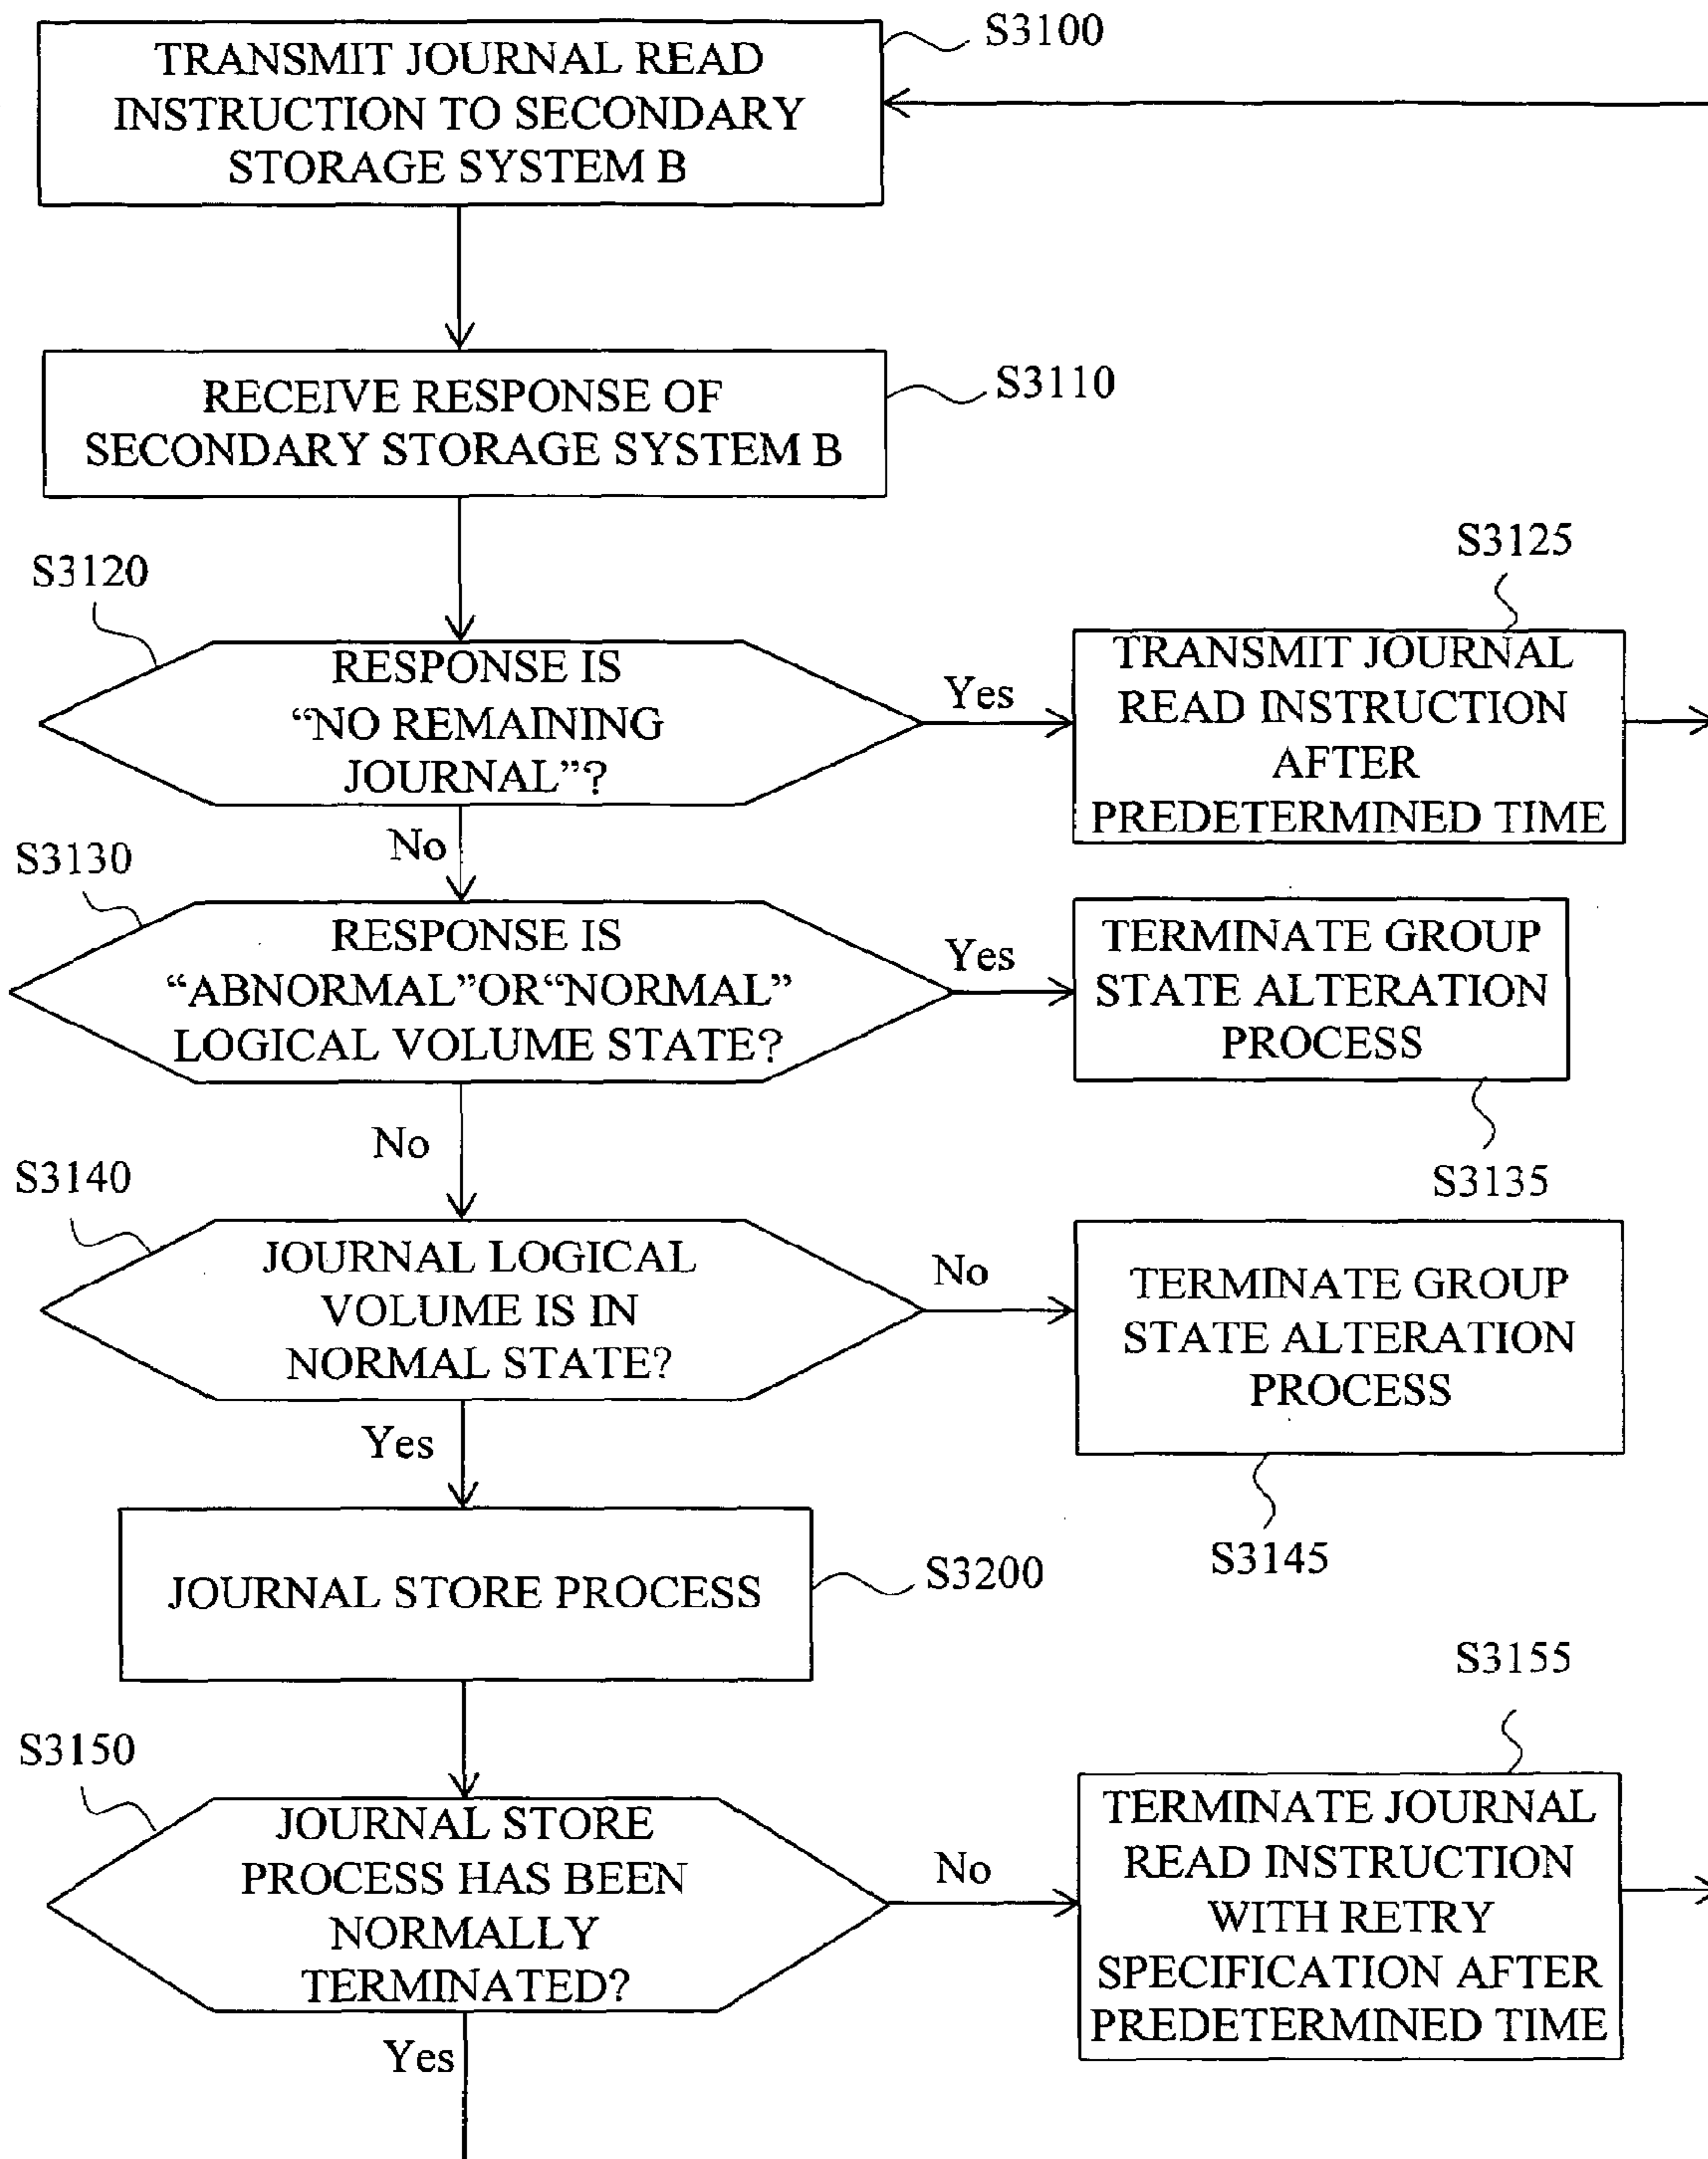 S3100
TRANSMIT JOURNAL READ
INSTRUCTION TO SECONDARY
STORAGE SYSTEM B
S3110
RECEIVE RESPONSE OF
SECONDARY STORAGE SYSTEM B
S3120
RESPONSE IS
“NO REMAINING
JOURNAL”?
Yes
S3125
TRANSMIT JOURNAL
READ INSTRUCTION
AFTER
PREDETERMINED TIME
No
S3130
RESPONSE IS
“ABNORMAL”OR“NORMAL”
LOGICAL VOLUME STATE?
Yes
TERMINATE GROUP
STATE ALTERATION
PROCESS
S3135
No
S3140
JOURNAL LOGICAL
VOLUME IS IN
NORMAL STATE?
No
TERMINATE GROUP
STATE ALTERATION
PROCESS
S3145
Yes
JOURNAL STORE PROCESS
S3200
S3150
JOURNAL STORE
PROCESS HAS BEEN
NORMALLY
TERMINATED?
No
S3155
TERMINATE JOURNAL
READ INSTRUCTION
WITH RETRY
SPECIFICATION AFTER
PREDETERMINED TIME
Yes